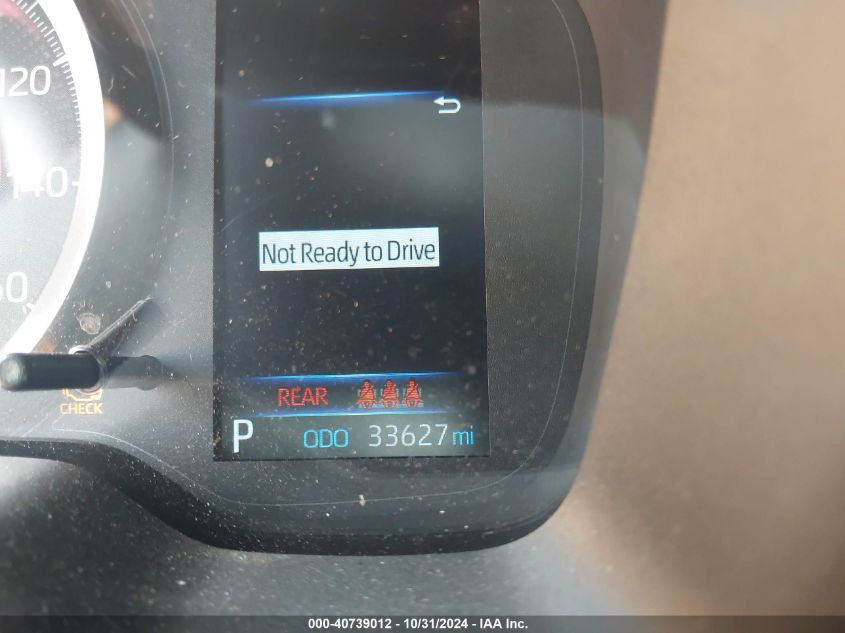 120
140
Not Ready to Drive
CHECK
REAR
P ODO 33627 mi
000-40739012 - 10/31/2024 - IAA Inc.